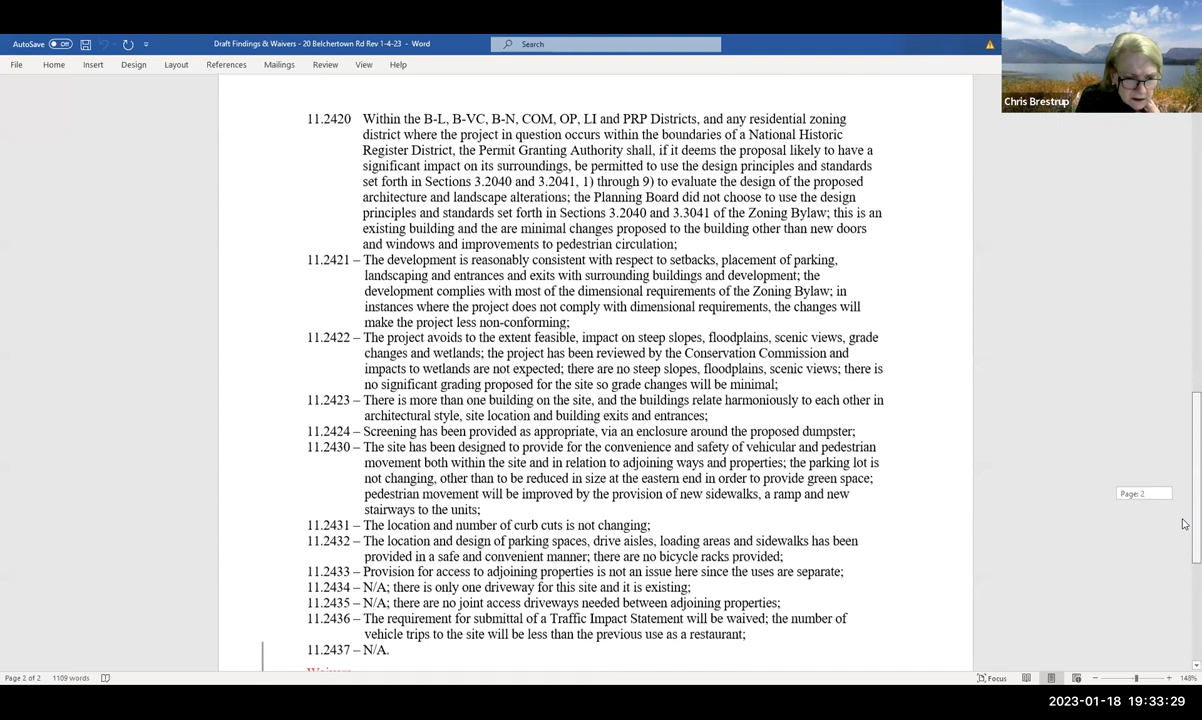 AutoSave Off
Draft Findings & Waivers - 20 Belchertown Rd Rev 1-4-23 - Word
Search
Chris Brestrup
File Home Insert Design Layout References Mailings Review View Help
11.2420 Within the B-L, B-VC, B-N, COM, OP, LI and PRP Districts, and any residential zoning
district where the project in question occurs within the boundaries of a National Historic
Register District, the Permit Granting Authority shall, if it deems the proposal likely to have a
significant impact on its surroundings, be permitted to use the design principles and standards
set forth in Sections 3.2040 and 3.2041, 1) through 9) to evaluate the design of the proposed
architecture and landscape alterations; the Planning Board did not choose to use the design
principles and standards set forth in Sections 3.2040 and 3.3041 of the Zoning Bylaw; this is an
existing building and the are minimal changes proposed to the building other than new doors
and windows and improvements to pedestrian circulation;
11.2421 – The development is reasonably consistent with respect to setbacks, placement of parking,
landscaping and entrances and exits with surrounding buildings and development; the
development complies with most of the dimensional requirements of the Zoning Bylaw; in
instances where the project does not comply with dimensional requirements, the changes will
make the project less non-conforming;
11.2422 – The project avoids to the extent feasible, impact on steep slopes, floodplains, scenic views, grade
changes and wetlands; the project has been reviewed by the Conservation Commission and
impacts to wetlands are not expected; there are no steep slopes, floodplains, scenic views; there is
no significant grading proposed for the site so grade changes will be minimal;
11.2423 – There is more than one building on the site, and the buildings relate harmoniously to each other in
architectural style, site location and building exits and entrances;
11.2424 – Screening has been provided as appropriate, via an enclosure around the proposed dumpster;
11.2430 – The site has been designed to provide for the convenience and safety of vehicular and pedestrian
movement both within the site and in relation to adjoining ways and properties; the parking lot is
not changing, other than to be reduced in size at the eastern end in order to provide green space;
pedestrian movement will be improved by the provision of new sidewalks, a ramp and new
stairways to the units;
Page: 2
11.2431 – The location and number of curb cuts is not changing;
11.2432 – The location and design of parking spaces, drive aisles, loading areas and sidewalks has been
provided in a safe and convenient manner; there are no bicycle racks provided;
11.2433 – Provision for access to adjoining properties is not an issue here since the uses are separate;
11.2434 – N/A; there is only one driveway for this site and it is existing;
11.2435 – N/A; there are no joint access driveways needed between adjoining properties;
11.2436 – The requirement for submittal of a Traffic Impact Statement will be waived; the number of
vehicle trips to the site will be less than the previous use as a restaurant;
11.2437 – N/A.
Waivers
Page 2 of 2 1109 words
Focus
148%
2023-01-18 19:33:29